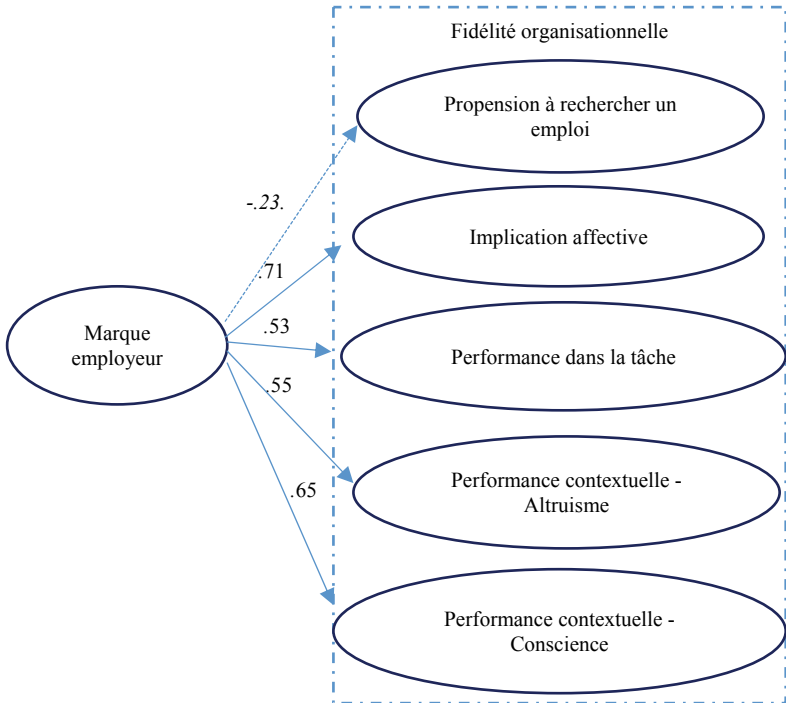 Fidélité organisationnelle
Propension à rechercher un
emploi
-.23.
Implication affective
.71
Marque
employeur
.53
Performance dans la tâche
.55
Performance contextuelle -
Altruisme
.65
Performance contextuelle -
Conscience